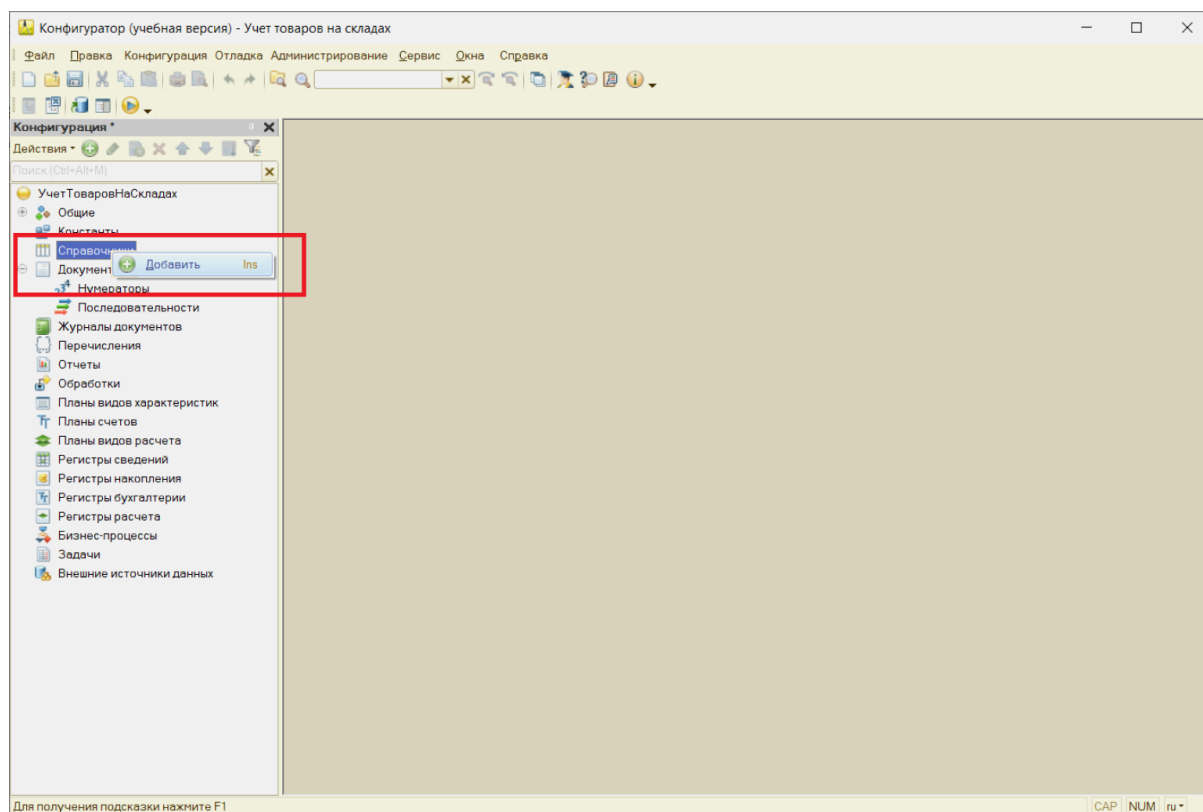 Конфигуратор (учебная версия) - Учет товаров на складах
Файл Правка Конфигурация Отладка Администрирование Сервис Окна Справка
Конфигурация *
Действия
Поиск (Ctrl+Alt+M)
УчетТоваровНаСкладах
Общие
Константы
Справочники
Добавить Ins
Документ
Нумераторы
Последовательности
Журналы документов
Перечисления
Отчеты
Обработки
Планы видов характеристик
Планы счетов
Планы видов расчета
Регистры сведений
Регистры накопления
Регистры бухгалтерии
Регистры расчета
Бизнес-процессы
Задачи
Внешние источники данных
Для получения подсказки нажмите F1 CAP NUM ru